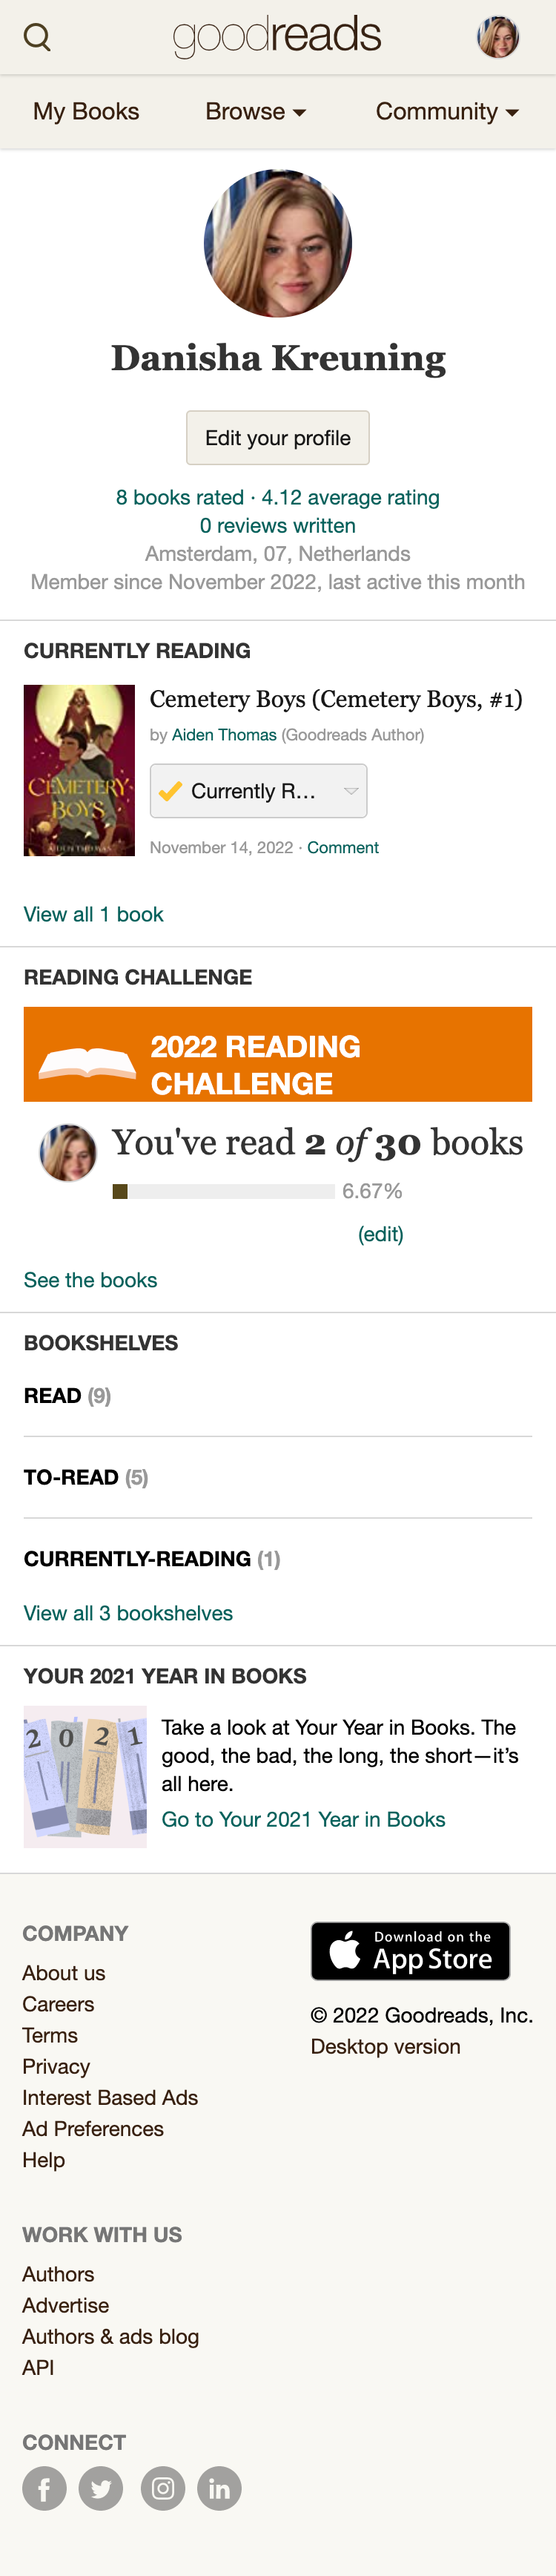 goodreads
My Books Browse Community
Danisha Kreuning
Edit your profile
8 books rated · 4.12 average rating
0 reviews written
Amsterdam, 07, Netherlands
Member since November 2022, last active this month
CURRENTLY READING
CEMETERY
BOYS
AIDEN THOMAS
Cemetery Boys (Cemetery Boys, #1)
by Aiden Thomas (Goodreads Author)
Currently R...
November 14, 2022 · Comment
View all 1 book
READING CHALLENGE
2022 READING
CHALLENGE
You've read 2 of 30 books
6.67%
(edit)
See the books
BOOKSHELVES
READ (9)
TO-READ (5)
CURRENTLY-READING (1)
View all 3 bookshelves
YOUR 2021 YEAR IN BOOKS
2 0 2 1
Take a look at Your Year in Books. The
good, the bad, the long, the short—it's
all here.
Go to Your 2021 Year in Books
COMPANY
About us
Careers
Terms
Privacy
Interest Based Ads
Ad Preferences
Help
Download on the
App Store
© 2022 Goodreads, Inc.
Desktop version
WORK WITH US
Authors
Advertise
Authors & ads blog
API
CONNECT
f
in